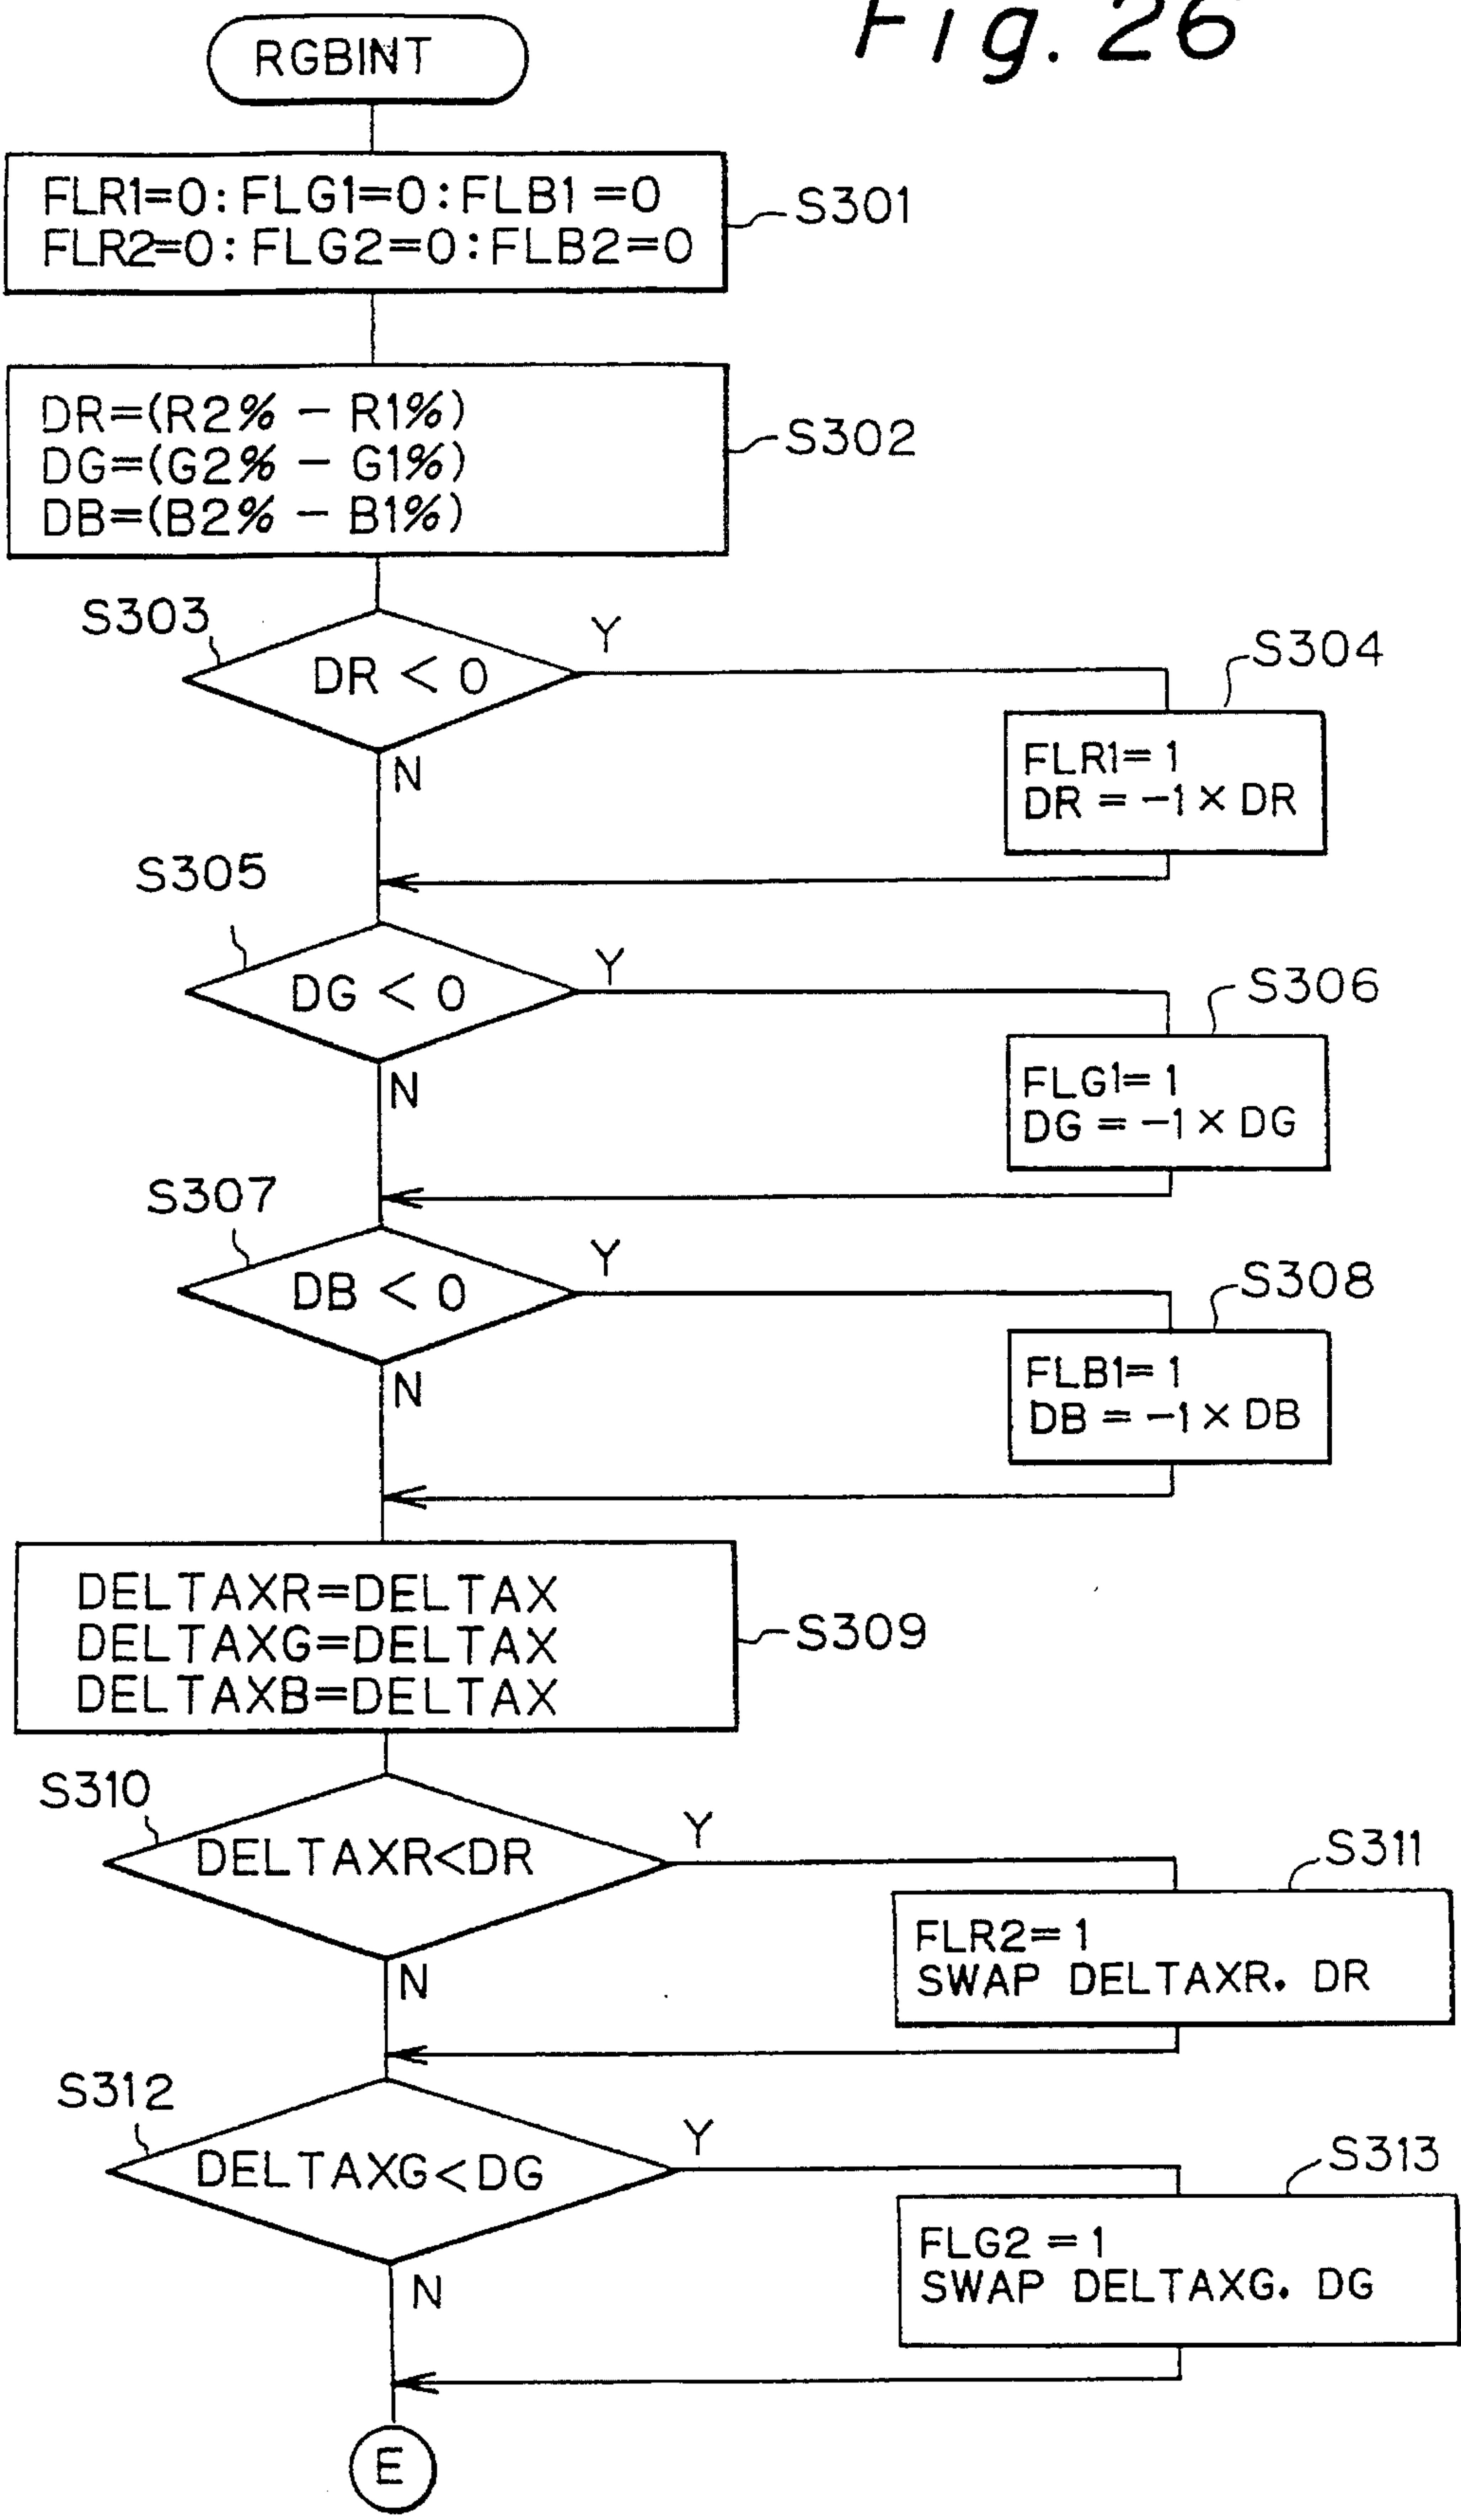 Fig. 26
RGBINT
FLR1=0:FLG1=0:FLB1=0
FLR2=0:FLG2=0:FLB2=0
S301
DR=(R2% - R1%)
DG=(G2% - G1%)
DB=(B2% - B1%)
S302
S303
DR < 0
Y
N
S304
FLR1=1
DR = -1 × DR
S305
DG < 0
Y
N
S306
FLG1=1
DG = -1 × DG
S307
DB < 0
Y
N
S308
FLB1=1
DB = -1 × DB
DELTAXR=DELTAX
DELTAXG=DELTAX
DELTAXB=DELTAX
S309
S310
DELTAXR<DR
Y
N
S311
FLR2=1
SWAP DELTAXR. DR
S312
DELTAXG<DG
Y
N
S313
FLG2=1
SWAP DELTAXG. DG
E